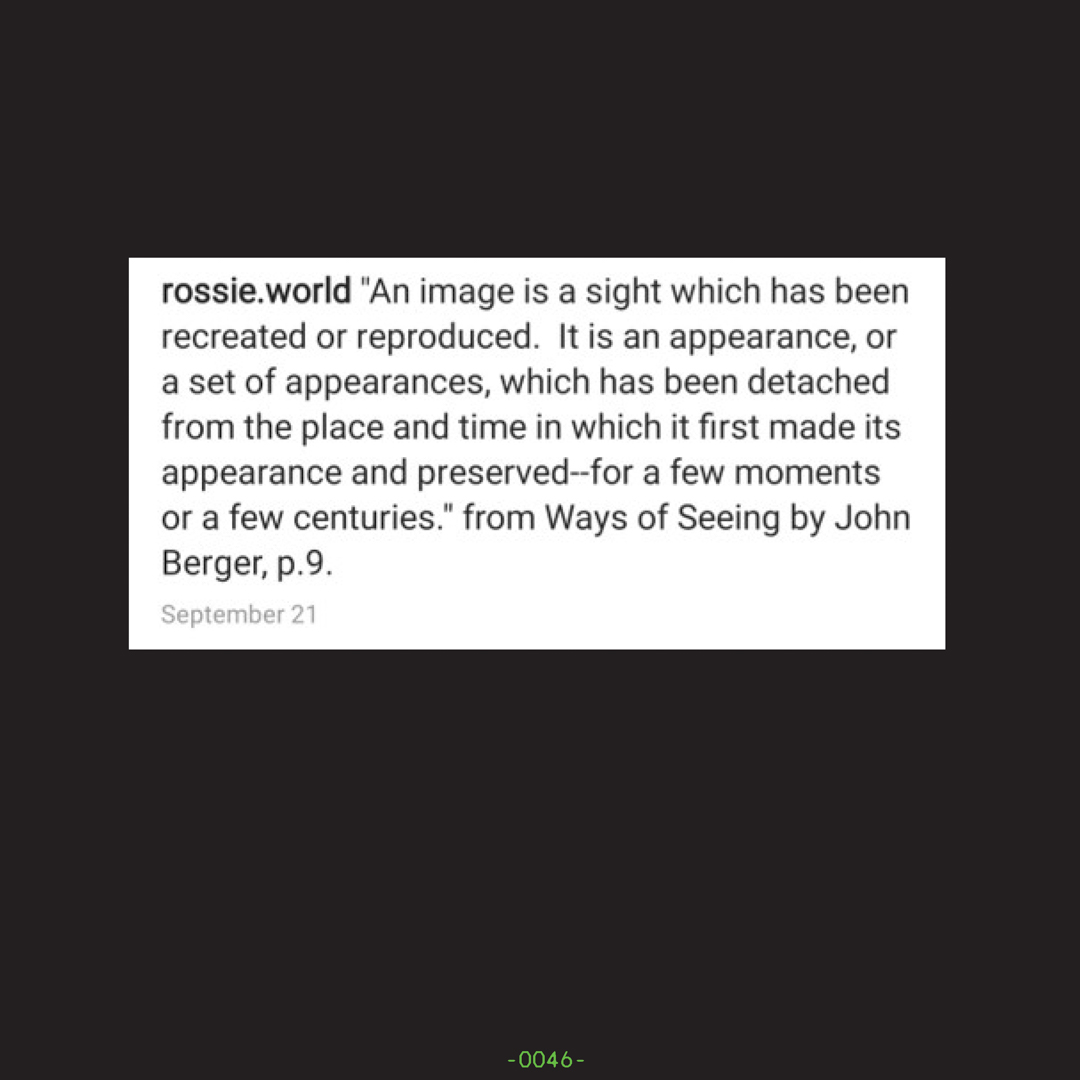 rossie.world "An image is a sight which has been
recreated or reproduced.  It is an appearance, or
a set of appearances, which has been detached
from the place and time in which it first made its
appearance and preserved--for a few moments
or a few centuries." from Ways of Seeing by John
Berger, p.9.
September 21
-0046-